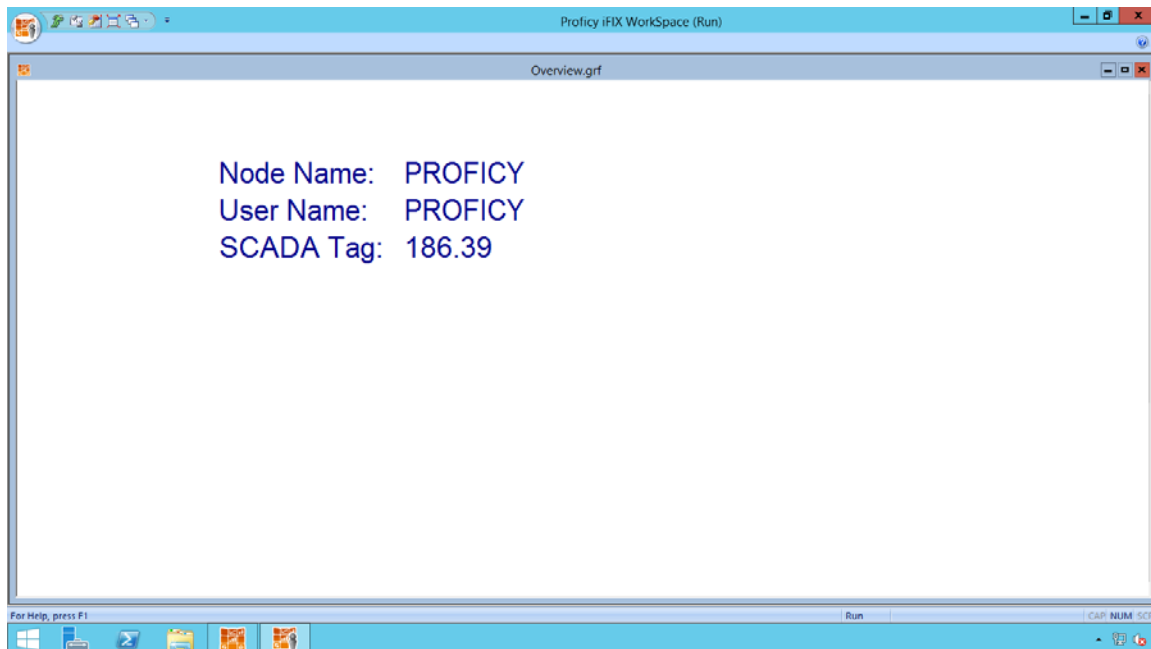 Proficy iFIX WorkSpace (Run)
Overview.grf
Node Name: PROFICY
User Name: PROFICY
SCADA Tag: 186.39
For Help, press F1
Run
CAP NUM SC